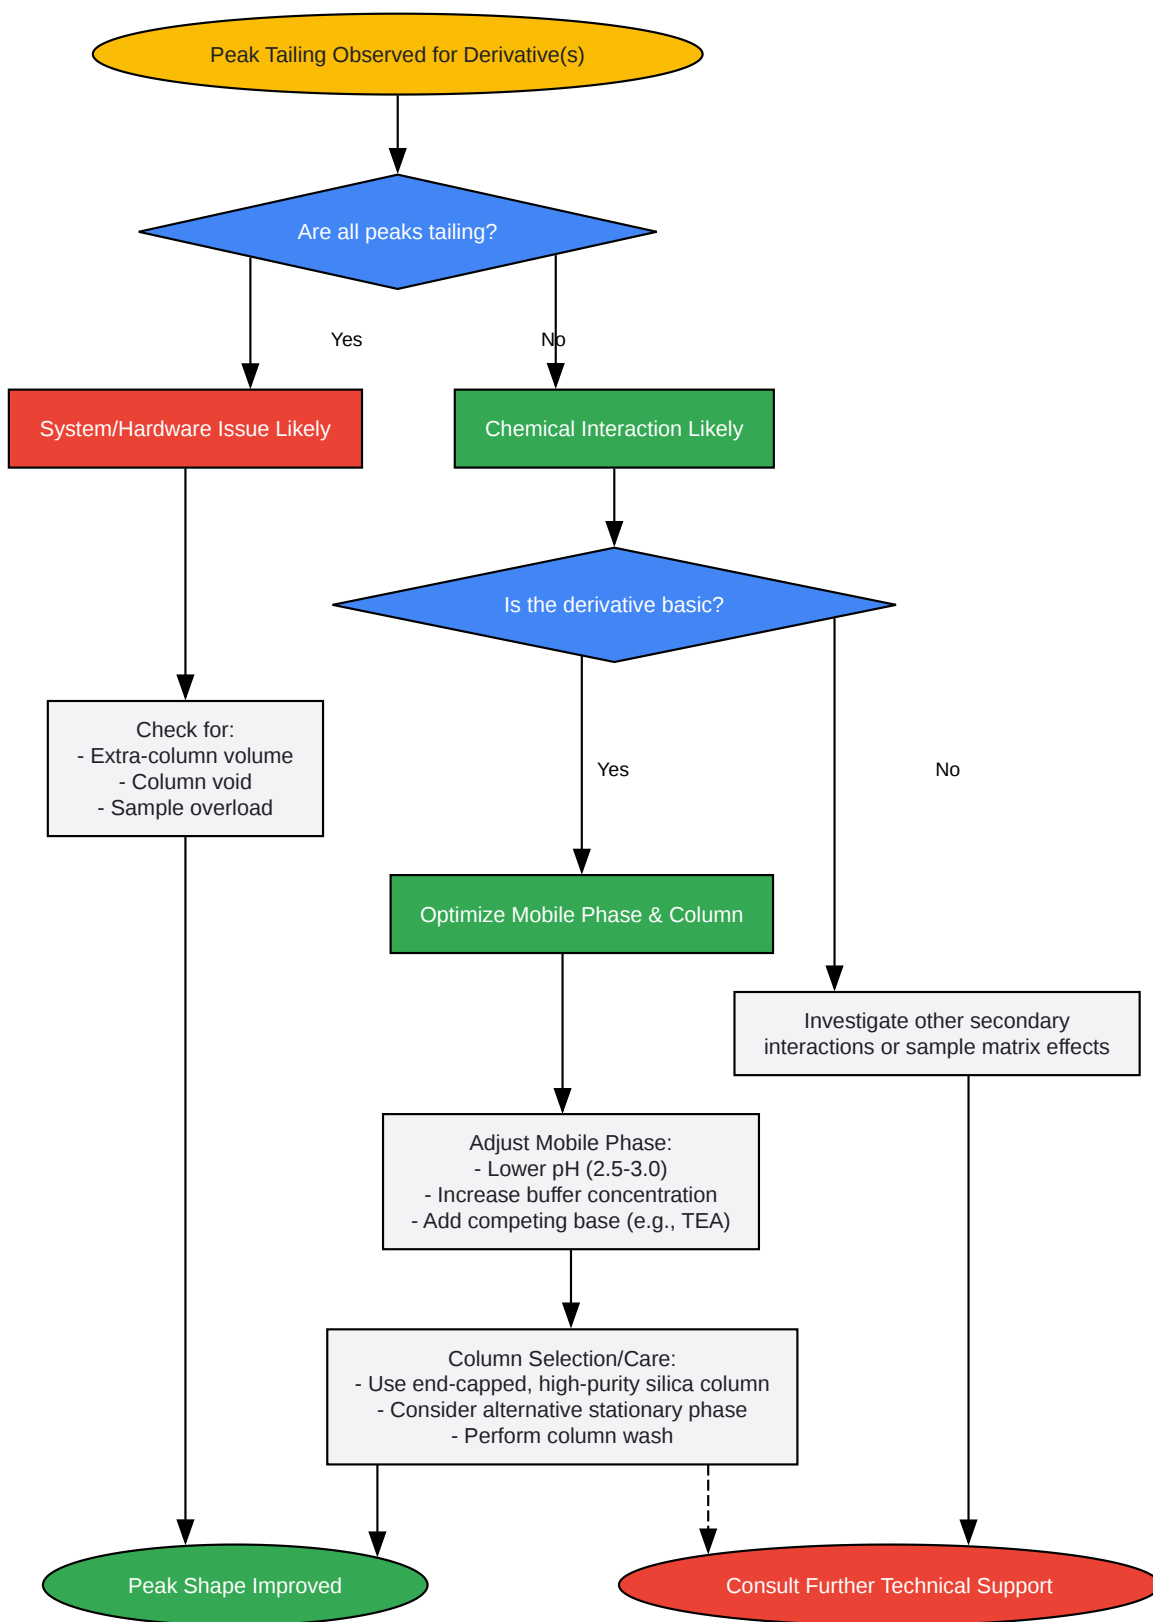 Peak Tailing Observed for Derivative(s)
Are all peaks tailing?
Yes
No
System/Hardware Issue Likely
Chemical Interaction Likely
Is the derivative basic?
Check for:
- Extra-column volume
- Column void
- Sample overload
Yes
No
Optimize Mobile Phase & Column
Investigate other secondary
interactions or sample matrix effects
Adjust Mobile Phase:
- Lower pH (2.5-3.0)
- Increase buffer concentration
- Add competing base (e.g., TEA)
Column Selection/Care:
- Use end-capped, high-purity silica column
- Consider alternative stationary phase
- Perform column wash
Peak Shape Improved
Consult Further Technical Support